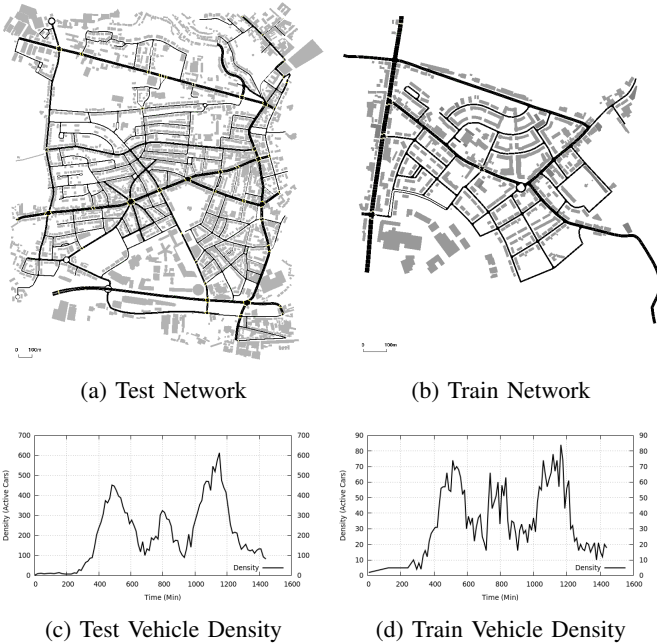 0 100m
0 100m
(a) Test Network
(b) Train Network
700
600
500
400
300
200
100
0
700
600
500
400
300
200
100
0
0 200 400 600 800 1000 1200 1400 1600
Density (Active Cars)
Time (Min)
Density
90
80
70
60
50
40
30
20
10
0
90
80
70
60
50
40
30
20
10
0
0 200 400 600 800 1000 1200 1400 1600
Density (Active Cars)
Time (Min)
Density
(c) Test Vehicle Density
(d) Train Vehicle Density